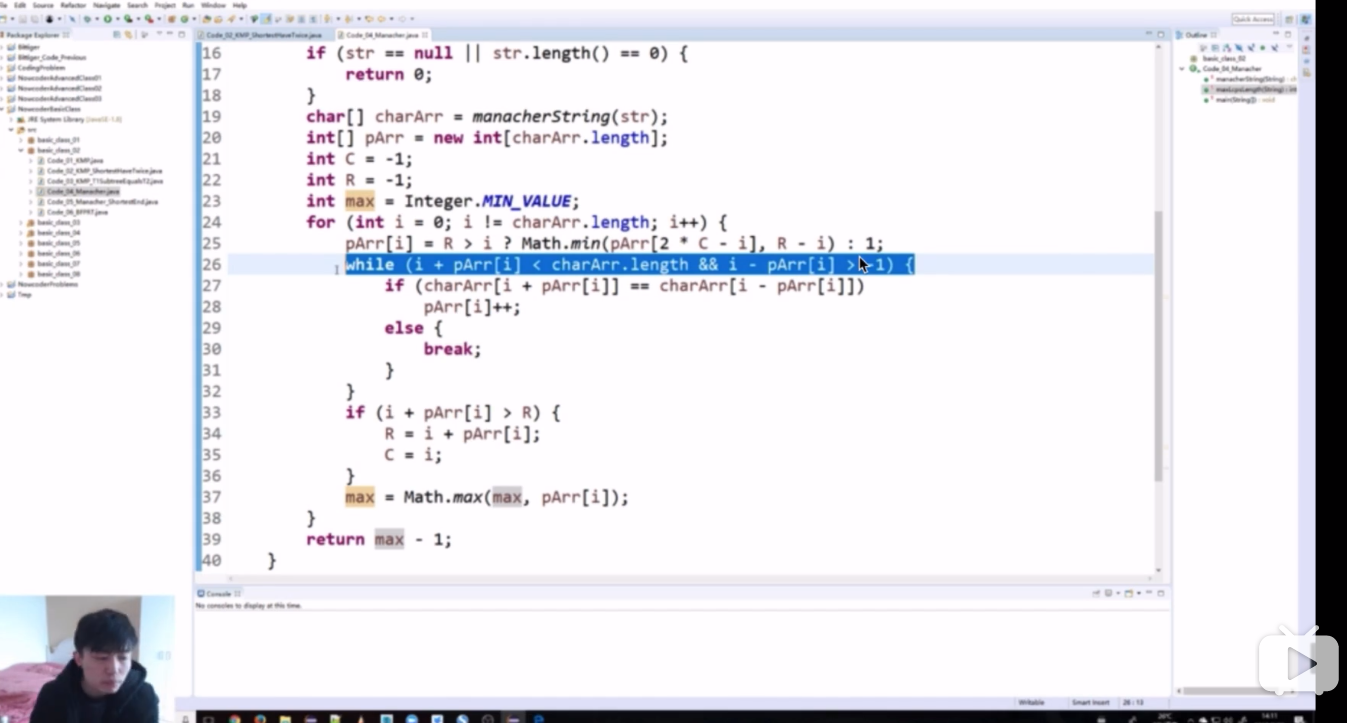 Edit Source Refactor Navigate Search Project Run Window Help
Quick Access
Package Explorer
Code_02_KMP_ShortestHaveTwice.java
Code_04_Manacher.java
Outline
BitTiger
BitTiger_Code_Previous
CodingProblem
NowcoderAdvancedClass01
NowcoderAdvancedClass02
NowcoderAdvancedClass03
NowcoderBasicClass
JRE System Library [JavaSE-1.8]
src
basic_class_01
basic_class_02
Code_01_KMP.java
Code_02_KMP_ShortestHaveTwice.java
Code_03_KMP_T1SubtreeEqualsT2.java
Code_04_Manacher.java
Code_05_Manacher_ShortestEnd.java
Code_06_BFPRT.java
basic_class_03
basic_class_04
basic_class_05
basic_class_06
basic_class_07
basic_class_08
NowcoderProblems
Tmp
16 if (str == null || str.length() == 0) {
17 return 0;
18 }
19 char[] charArr = manacherString(str);
20 int[] pArr = new int[charArr.length];
21 int C = -1;
22 int R = -1;
23 int max = Integer.MIN_VALUE;
24 for (int i = 0; i != charArr.length; i++) {
25 pArr[i] = R > i ? Math.min(pArr[2 * C - i], R - i) : 1;
26 while (i + pArr[i] < charArr.length && i - pArr[i] > -1) {
27 if (charArr[i + pArr[i]] == charArr[i - pArr[i]])
28 pArr[i]++;
29 else {
30 break;
31 }
32 }
33 if (i + pArr[i] > R) {
34 R = i + pArr[i];
35 C = i;
36 }
37 max = Math.max(max, pArr[i]);
38 }
39 return max - 1;
40 }
basic_class_02
Code_04_Manacher
manacherString(String)
maxLcpsLength(String) : int
main(String[]) : void
Console
No consoles to display at this time.
Writable
Smart Insert
26 : 13